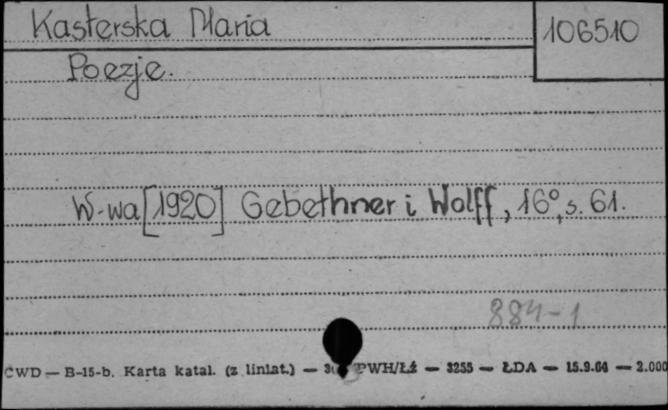 Kasterska Maria
106510
Poezje.
W-wa [1920] Gebethner i Wolff, 16°, s. 61.
884-1
CWD — B-15-b. Karta katal. (z liniat.) — PWH/Łź — 3255 — ŁDA — 15.9.64 — 2.000